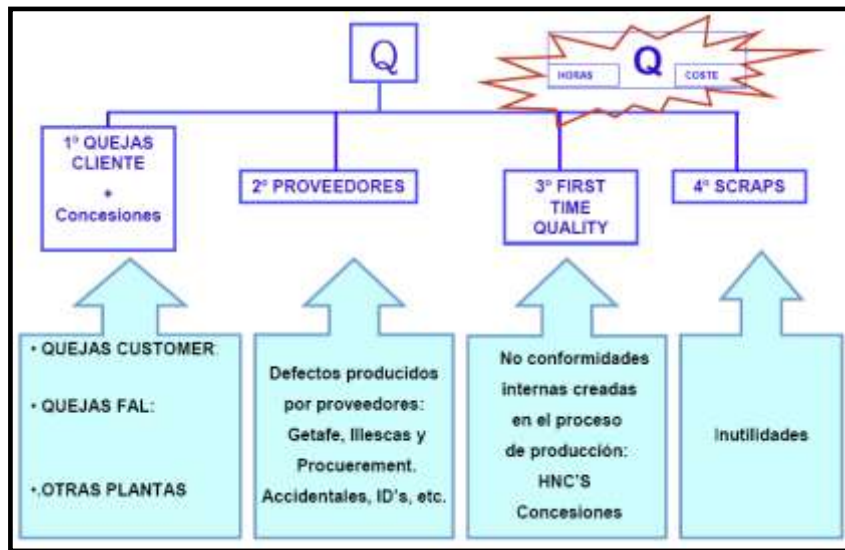 Q
HORAS
Q
COSTE
1º QUEJAS
CLIENTE
+
Concesiones
2º PROVEEDORES
3º FIRST
TIME
QUALITY
4º SCRAPS
• QUEJAS CUSTOMER:
• QUEJAS FAL:
•.OTRAS PLANTAS
Defectos producidos
por proveedores:
Getafe, Illescas y
Procuerement.
Accidentales, ID's, etc.
No conformidades
internas creadas
en el proceso
de producción:
HNC'S
Concesiones
Inutilidades